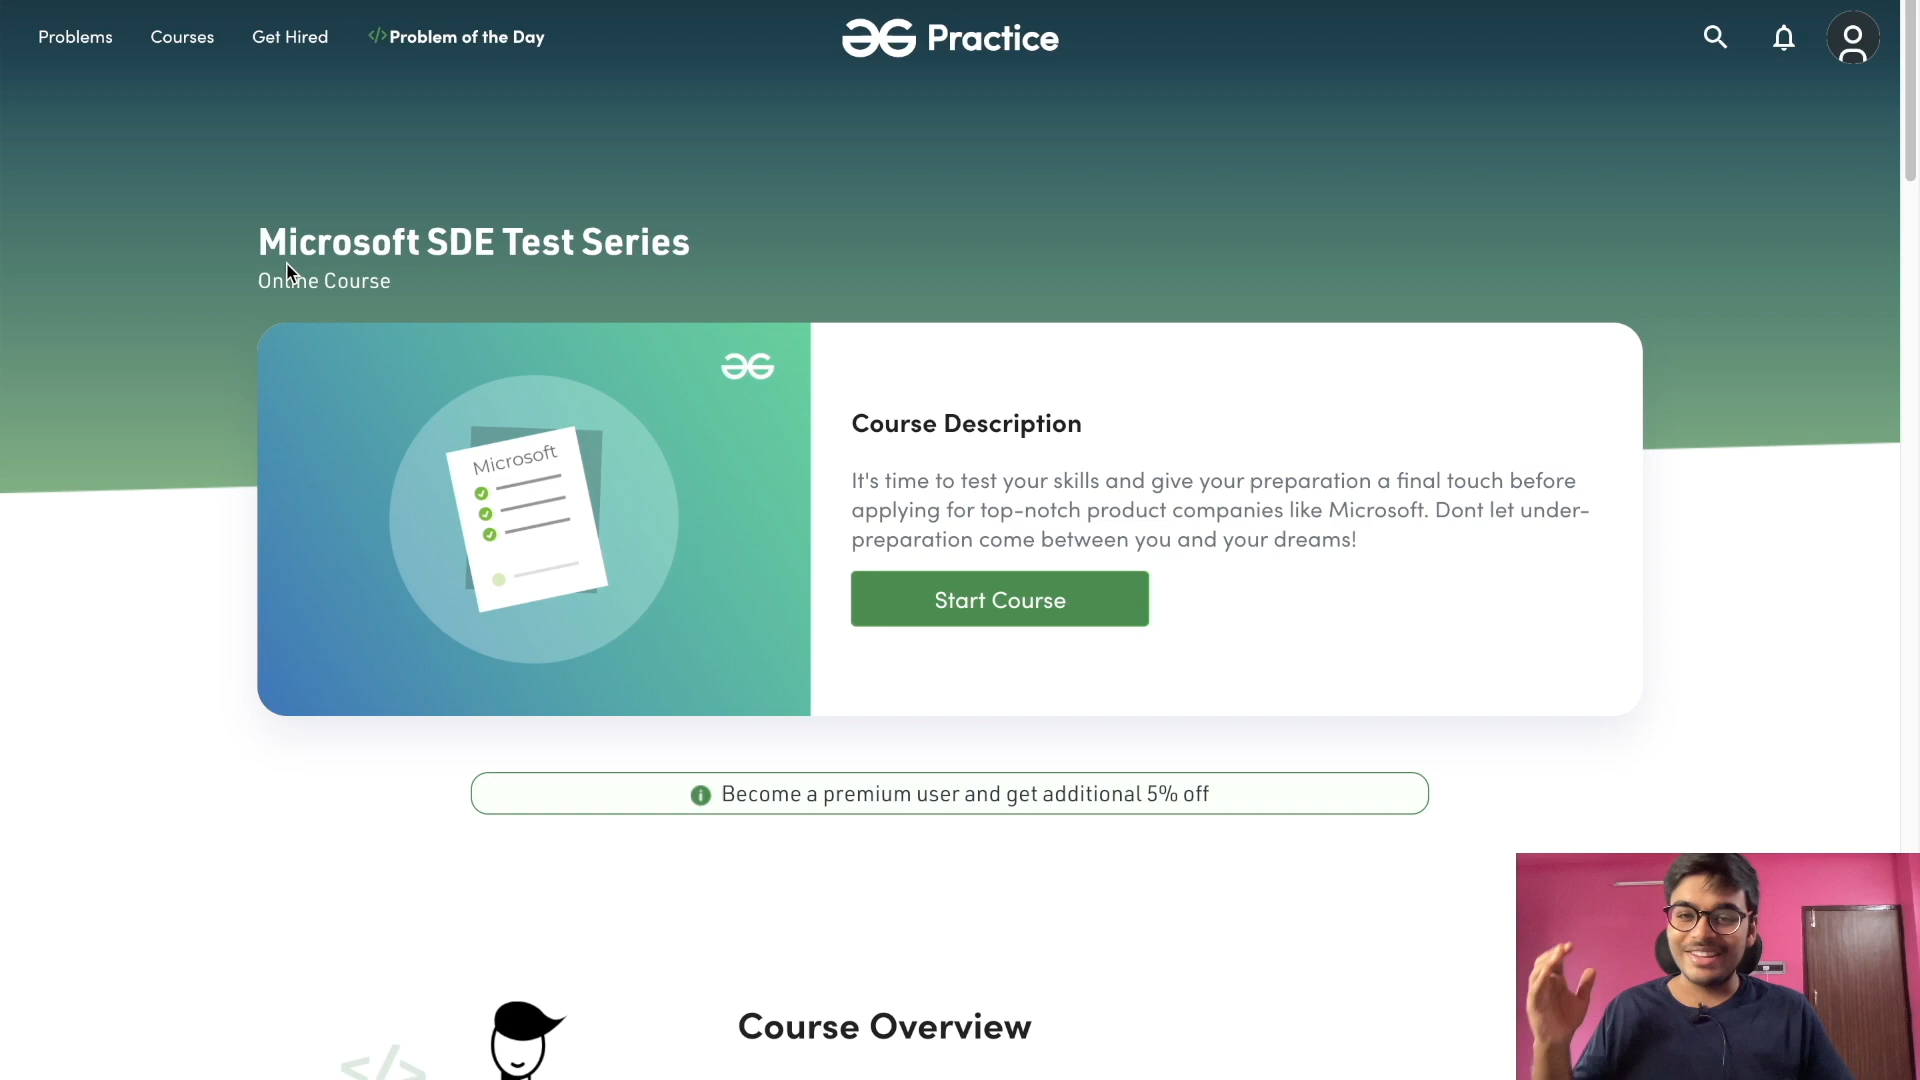 Problems
Courses
Get Hired
</>Problem of the Day
Practice
Microsoft SDE Test Series
Online Course
Microsoft
Course Description
It's time to test your skills and give your preparation a final touch before
applying for top-notch product companies like Microsoft. Dont let under-
preparation come between you and your dreams!
Start Course
Become a premium user and get additional 5% off
Course Overview
</>